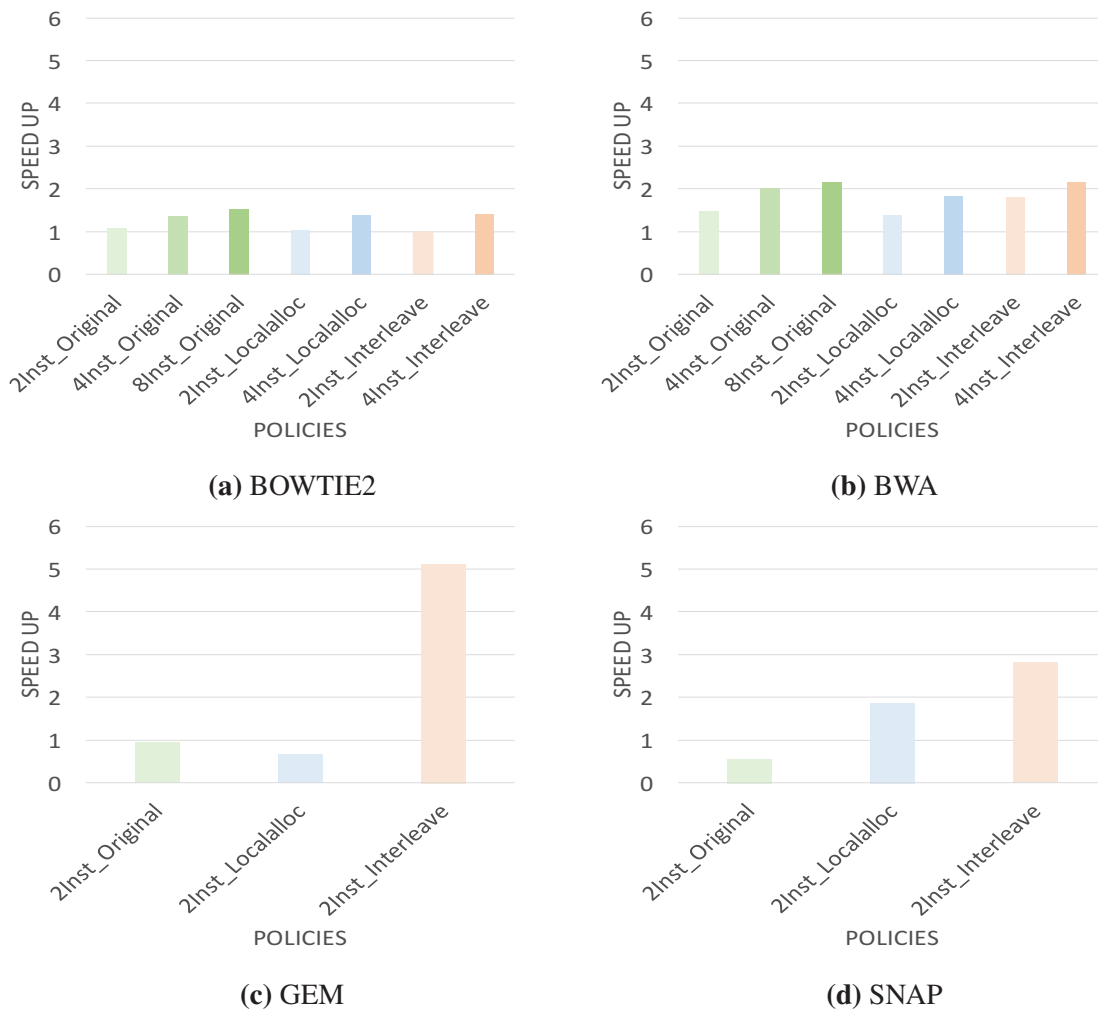 6
5
4
3
2
1
0
SPEED UP
2Inst_Original
4Inst_Original
8Inst_Original
2Inst_Localalloc
4Inst_Localalloc
2Inst_Interleave
4Inst_Interleave
POLICIES
(a) BOWTIE2
6
5
4
3
2
1
0
SPEED UP
2Inst_Original
4Inst_Original
8Inst_Original
2Inst_Localalloc
4Inst_Localalloc
2Inst_Interleave
4Inst_Interleave
POLICIES
(b) BWA
6
5
4
3
2
1
0
SPEED UP
2Inst_Original
2Inst_Localalloc
2Inst_Interleave
POLICIES
(c) GEM
6
5
4
3
2
1
0
SPEED UP
2Inst_Original
2Inst_Localalloc
2Inst_Interleave
POLICIES
(d) SNAP